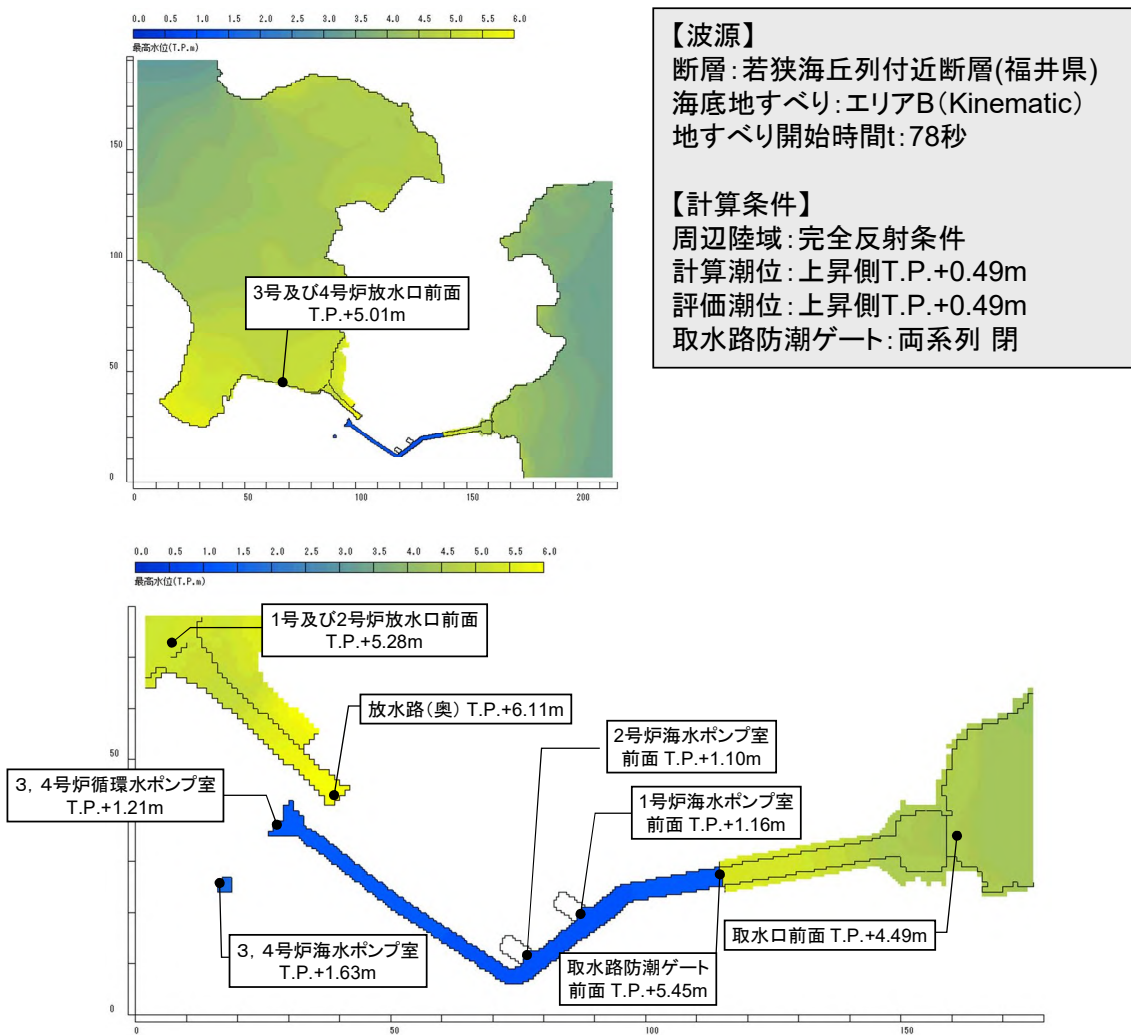 0.0 0.5 1.0 1.5 2.0 2.5 3.0 3.5 4.0 4.5 5.0 5.5 6.0
最高水位(T.P.m)
150
100
50
0
0 50 100 150 200
3号及び4号炉放水口前面
T.P.+5.01m
【波源】
断層:若狭海丘列付近断層(福井県)
海底地すべり:エリアB(Kinematic)
地すべり開始時間t:78秒
【計算条件】
周辺陸域:完全反射条件
計算潮位:上昇側T.P.+0.49m
評価潮位:上昇側T.P.+0.49m
取水路防潮ゲート:両系列 閉
0.0 0.5 1.0 1.5 2.0 2.5 3.0 3.5 4.0 4.5 5.0 5.5 6.0
最高水位(T.P.m)
1号及び2号炉放水口前面
T.P.+5.28m
放水路(奥) T.P.+6.11m
2号炉海水ポンプ室
前面 T.P.+1.10m
3, 4号炉循環水ポンプ室
T.P.+1.21m
1号炉海水ポンプ室
前面 T.P.+1.16m
3, 4号炉海水ポンプ室
T.P.+1.63m
取水路防潮ゲート
前面 T.P.+5.45m
取水口前面 T.P.+4.49m
50
0
0 50 100 150